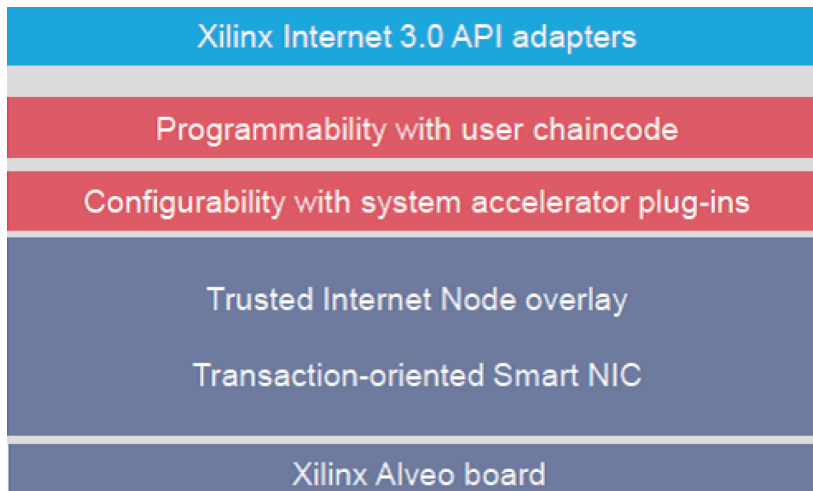 Xilinx Internet 3.0 API adapters
Programmability with user chaincode
Configurability with system accelerator plug-ins
Trusted Internet Node overlay
Transaction-oriented Smart NIC
Xilinx Alveo board